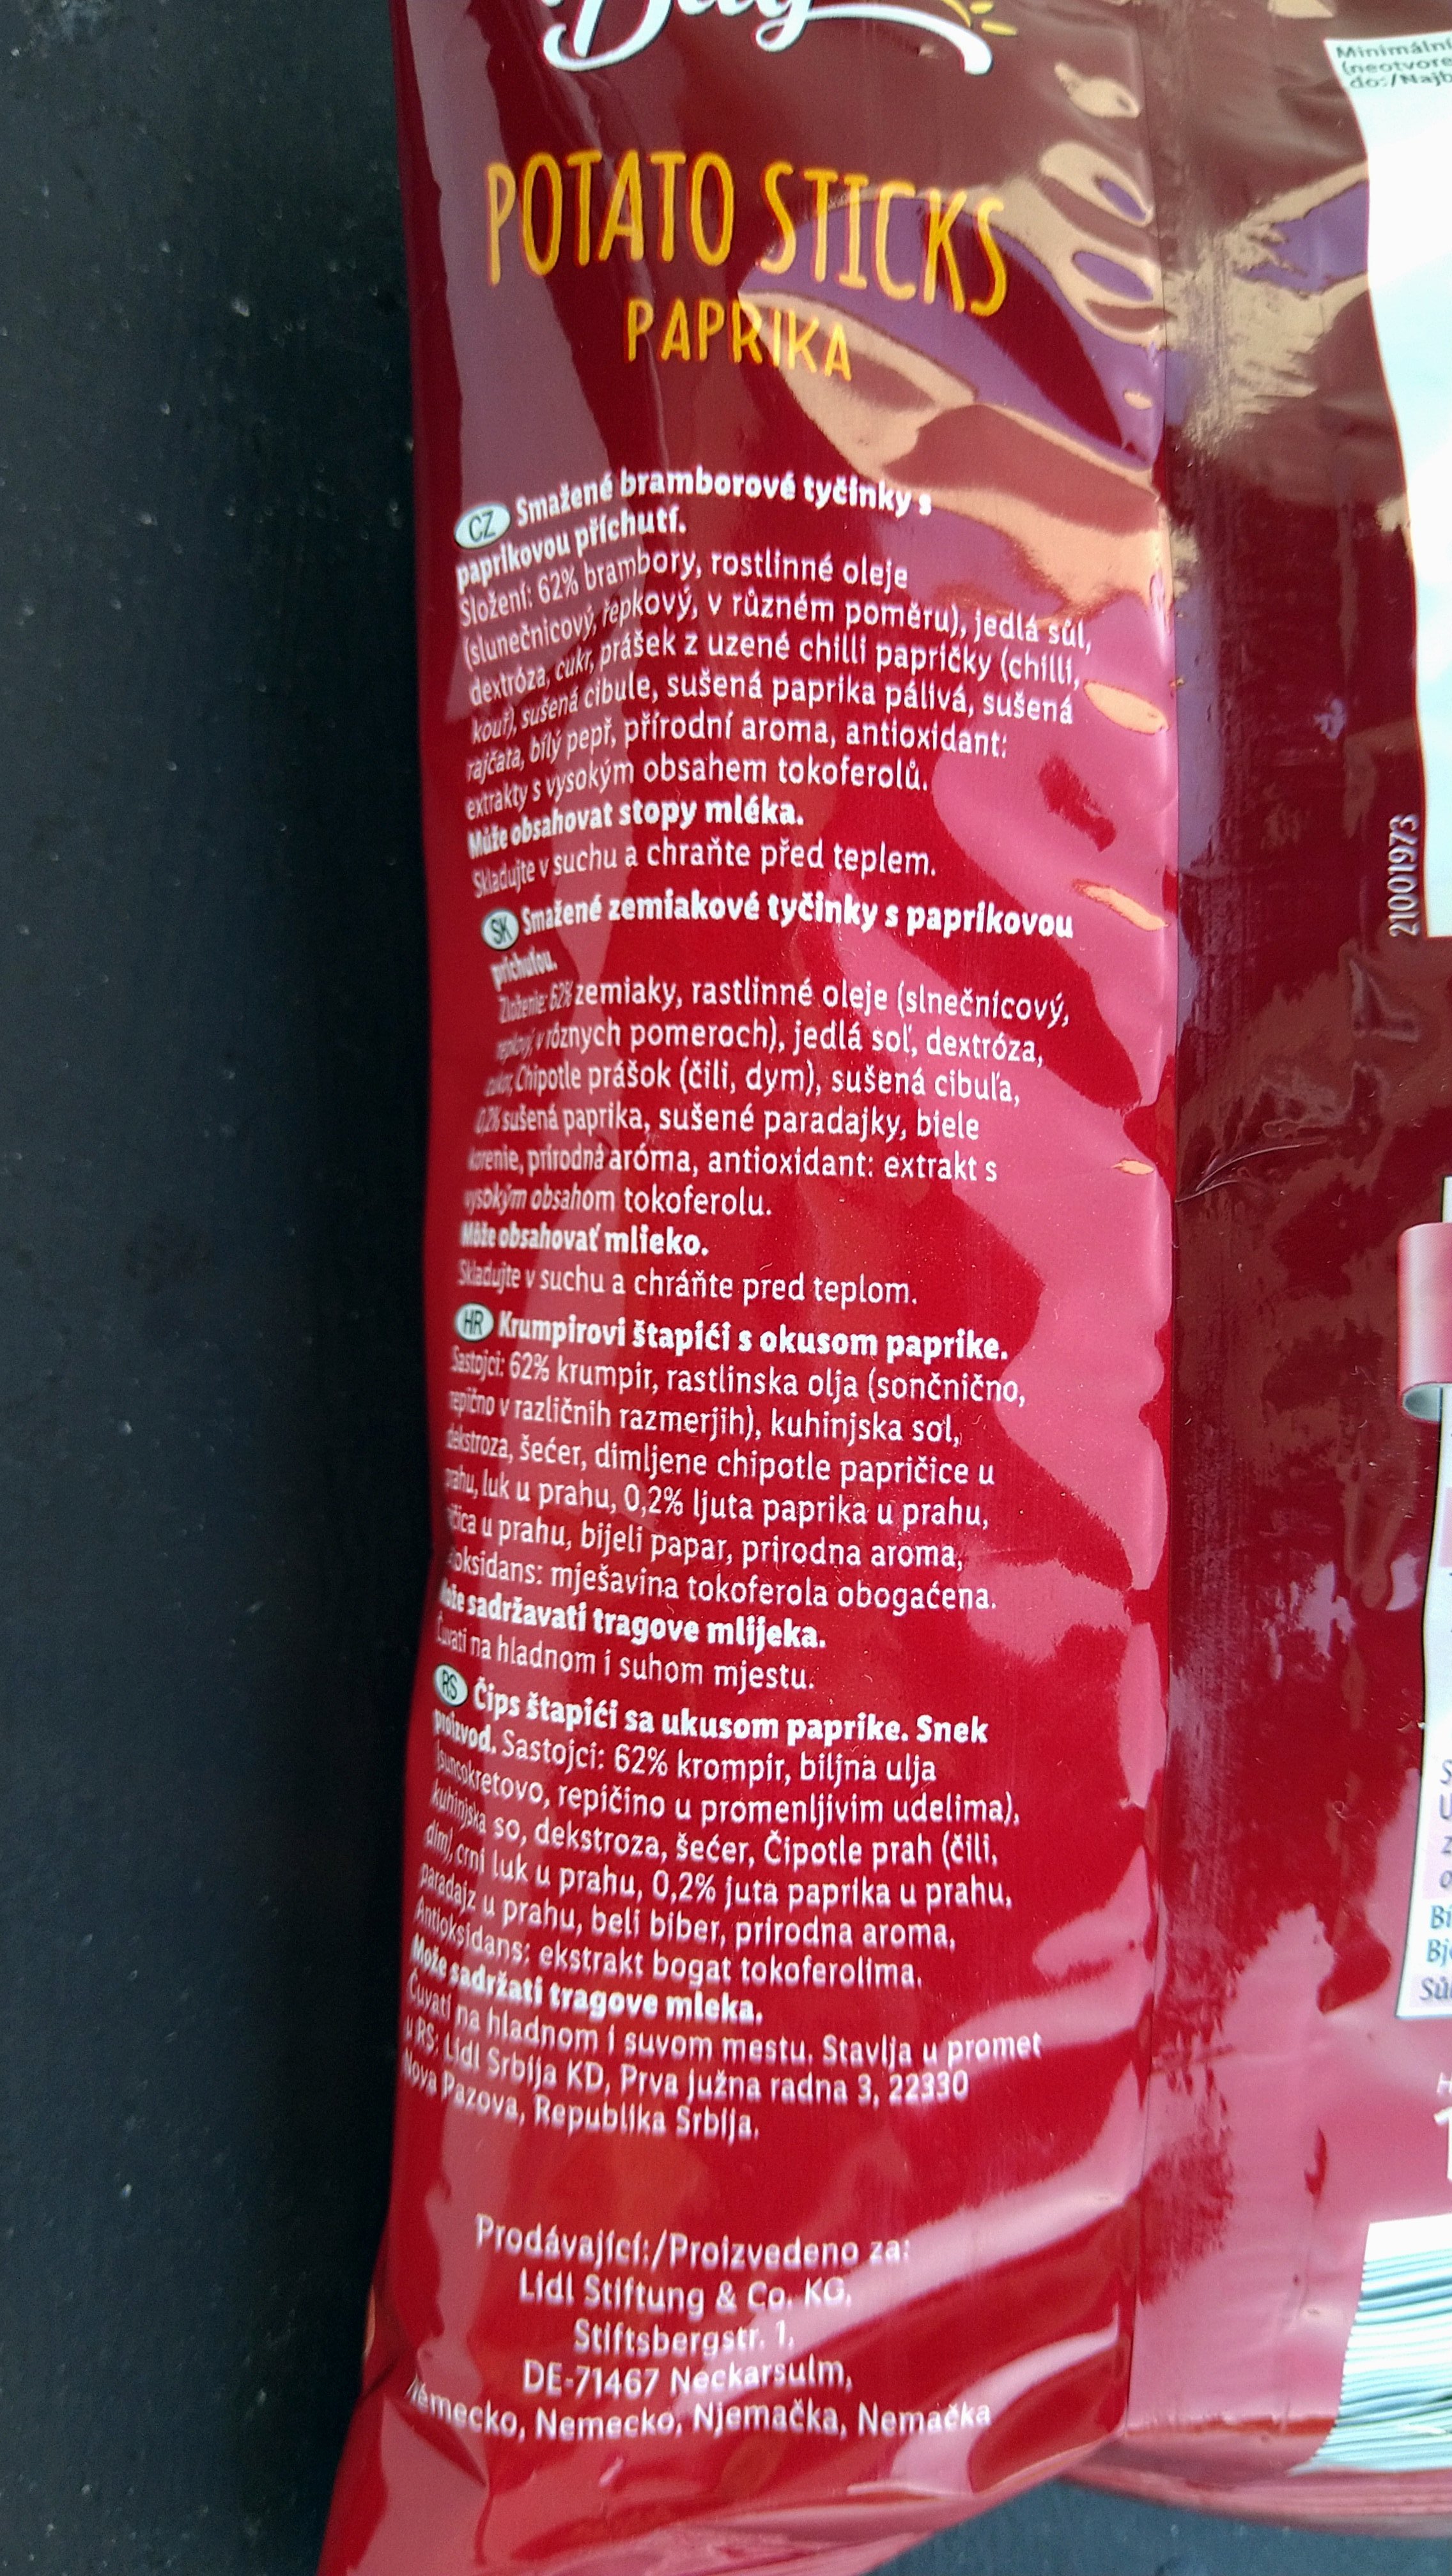 POTATO STICKS
PAPRIKA
CZ Smažené bramborové tyčinky s
paprikovou příchutí.
Složení: 62% brambory, rostlinné oleje
(slunečnicový, řepkový, v různém poměru), jedlá sůl,
dextróza, cukr, prášek z uzené chilli papričky (chilli,
kouř), sušená cibule, sušená paprika pálivá, sušená
rajčata, bílý pepř, přírodní aroma, antioxidant:
extrakty s vysokým obsahem tokoferolů.
Může obsahovat stopy mléka.
Skladujte v suchu a chraňte před teplem.
SK Smažené zemiakové tyčinky s paprikovou
príchuťou.
Zloženie: 62% zemiaky, rastlinné oleje (slnečnicový,
repkový, v rôznych pomeroch), jedlá soľ, dextróza,
cukor, Chipotle prášok (čili, dym), sušená cibuľa,
0,2% sušená paprika, sušené paradajky, biele
korenie, prírodná aróma, antioxidant: extrakt s
vysokým obsahom tokoferolu.
Môže obsahovať mlieko.
Skladujte v suchu a chráňte pred teplom.
HR Krumpirovi štapići s okusom paprike.
Sastojci: 62% krumpir, rastlinska olja (sončnično,
repično v različnih razmerjih), kuhinjska sol,
dekstroza, šećer, dimljene chipotle papričice u
prahu, luk u prahu, 0,2% ljuta paprika u prahu,
u prahu, bijeli papar, prirodna aroma,
mješavina tokoferola obogaćena.
Može sadržavati tragove mlijeka.
Čuvati na hladnom i suhom mjestu.
RS Čips štapići sa ukusom paprike. Snek
proizvod. Sastojci: 62% krompir, biljna ulja
(suncokretovo, repičino u promenljivim udelima),
kuhinjska so, dekstroza, šećer, Čipotle prah (čili,
dim), crni luk u prahu, 0,2% juta paprika u prahu,
paradajz u prahu, beli biber, prirodna aroma,
Antioksidans: ekstrakt bogat tokoferolima.
Može sadržati tragove mleka.
Čuvati na hladnom i suvom mestu. Stavlja u promet
u RS: Lidl Srbija KD, Prva južna radna 3, 22330
Nova Pazova, Republika Srbija.
Prodávající:/Proizvedeno za:
Lidl Stiftung & Co. KG,
Stiftsbergstr. 1,
DE-71467 Neckarsulm,
Německo, Nemecko, Njemačka, Nemačka
21001973